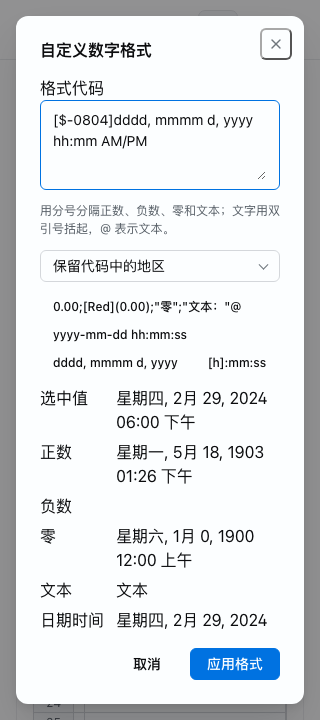 自定义数字格式
格式代码
[$-0804]dddd, mmmm d, yyyy
hh:mm AM/PM
用分号分隔正数、负数、零和文本；文字用双
引号括起，@ 表示文本。
保留代码中的地区
0.00;[Red](0.00);"零";"文本："@
yyyy-mm-dd hh:mm:ss
dddd, mmmm d, yyyy [h]:mm:ss
选中值 星期四, 2月 29, 2024
06:00 下午
正数 星期一, 5月 18, 1903
01:26 下午
负数
零 星期六, 1月 0, 1900
12:00 上午
文本 文本
日期时间 星期四, 2月 29, 2024
取消 应用格式